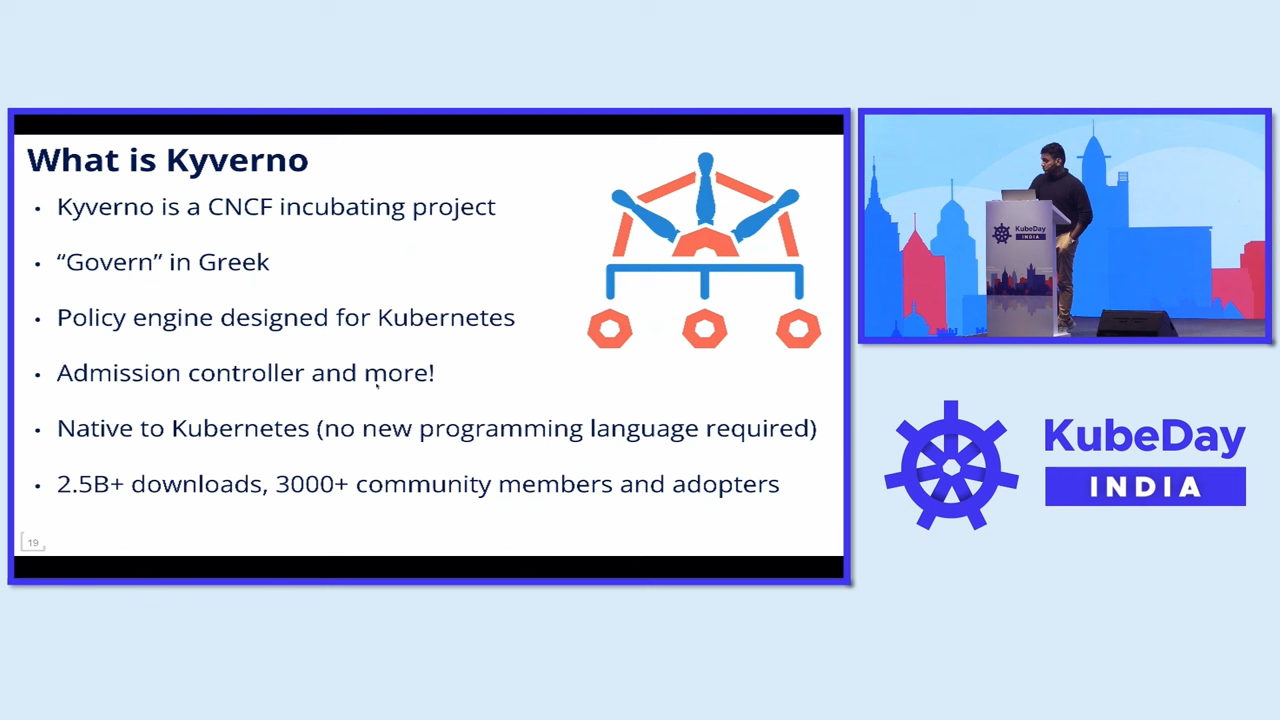 What is Kyverno
• Kyverno is a CNCF incubating project
• “Govern” in Greek
• Policy engine designed for Kubernetes
• Admission controller and more!
• Native to Kubernetes (no new programming language required)
• 2.5B+ downloads, 3000+ community members and adopters
19
KubeDay
INDIA
KubeDay
INDIA